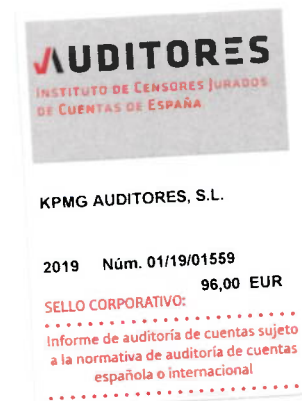 AUDITORES
INSTITUTO DE CENSORES JURADOS
DE CUENTAS DE ESPAÑA
KPMG AUDITORES, S.L.
2019 Núm. 01/19/01559
96,00 EUR
SELLO CORPORATIVO:
Informe de auditoría de cuentas sujeto
a la normativa de auditoría de cuentas
española o internacional